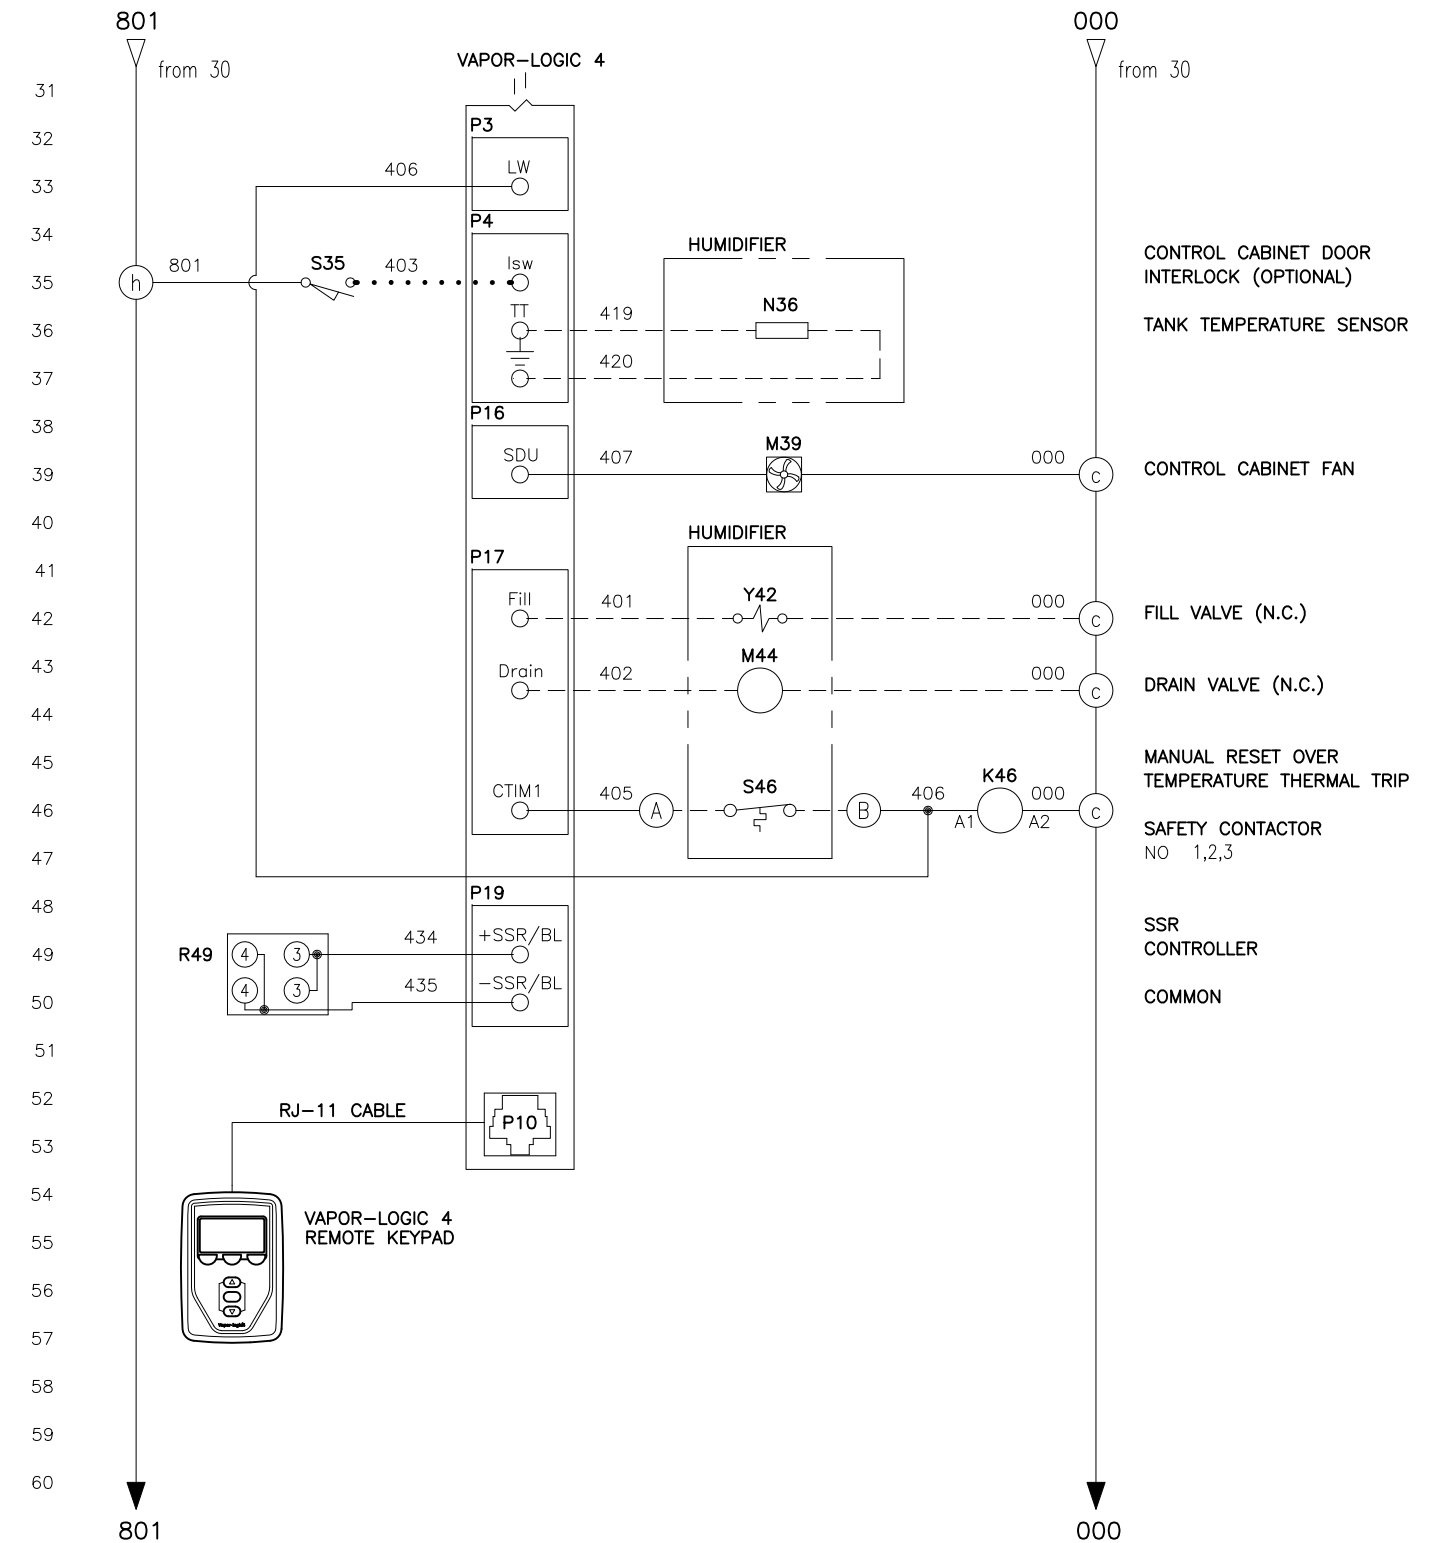 801
000
from 30
from 30
VAPOR-LOGIC 4
31
P3
32
LW
406
33
P4
34
HUMIDIFIER
CONTROL CABINET DOOR
INTERLOCK (OPTIONAL)
801
S35
403
Isw
h
35
N36
TT
419
TANK TEMPERATURE SENSOR
36
420
37
P16
38
M39
SDU
407
000
c
CONTROL CABINET FAN
39
40
HUMIDIFIER
P17
41
Fill
401
Y42
000
c
FILL VALVE (N.C.)
42
43
M44
Drain
402
000
c
DRAIN VALVE (N.C.)
44
45
MANUAL RESET OVER
TEMPERATURE THERMAL TRIP
CTIM1
405
A
S46
B
406
K46
000
c
46
A1
A2
SAFETY CONTACTOR
NO 1,2,3
47
P19
48
SSR
CONTROLLER
R49
4
3
434
+SSR/BL
49
4
3
435
-SSR/BL
50
COMMON
51
52
RJ-11 CABLE
P10
53
54
VAPOR-LOGIC 4
REMOTE KEYPAD
55
56
Vapor-logic4
57
58
59
60
801
000